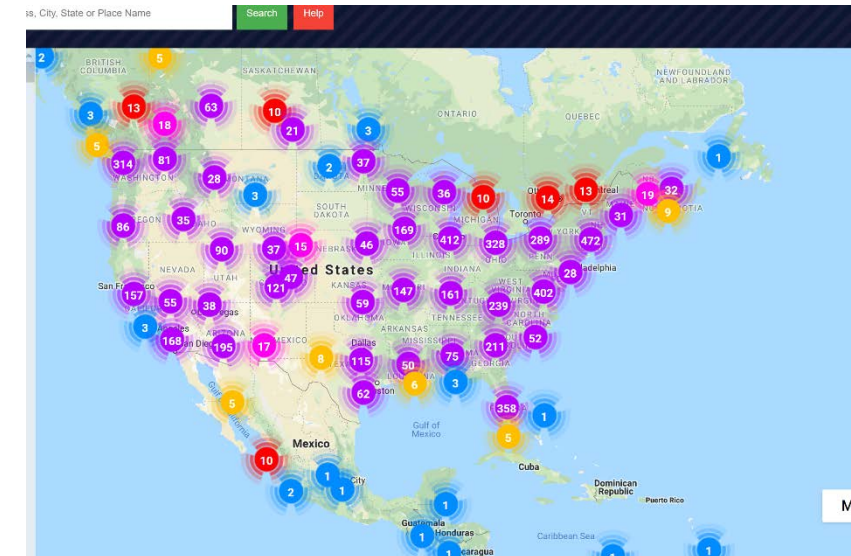 ss, City, State or Place Name
Search
Help
2
BRITISH
COLUMBIA
5
SASKATCHEWAN
NEWFOUNDLAND
AND LABRADOR
ONTARIO
QUEBEC
3
13
63
10
18
21
3
5
1
314
81
2
37
WASHINGTON
28
MONTANA
3
55
36
10
14
13
19
32
9
31
MINNE
WISCONSIN
MICHIGAN
Toronto
SOUTH
DAKOTA
86
35
WYOMING
169
90
37
15
46
412
328
289
472
NEBRAS
ILLINOIS
INDIANA
OHIO
PENN
United States
NEVADA
UTAH
47
121
KANSAS
28
adelphia
San Francisco
157
55
38
59
147
161
WEST
VIRGINIA
402
239
OKLAHOMA
TENNESSEE
NORTH
CAROLINA
3
168
195
ARIZONA
17
MEXICO
ARKANSAS
MISSISSIPPI
211
52
8
Dallas
115
50
75
GEORGIA
62
6
3
5
358
1
Gulf of
Mexico
5
Mexico
10
Cuba
2
1
1
City
Dominican
Republic
Puerto Rico
M
1
Guatemala
Honduras
1
Caribbean Sea
1
caragua
1
1